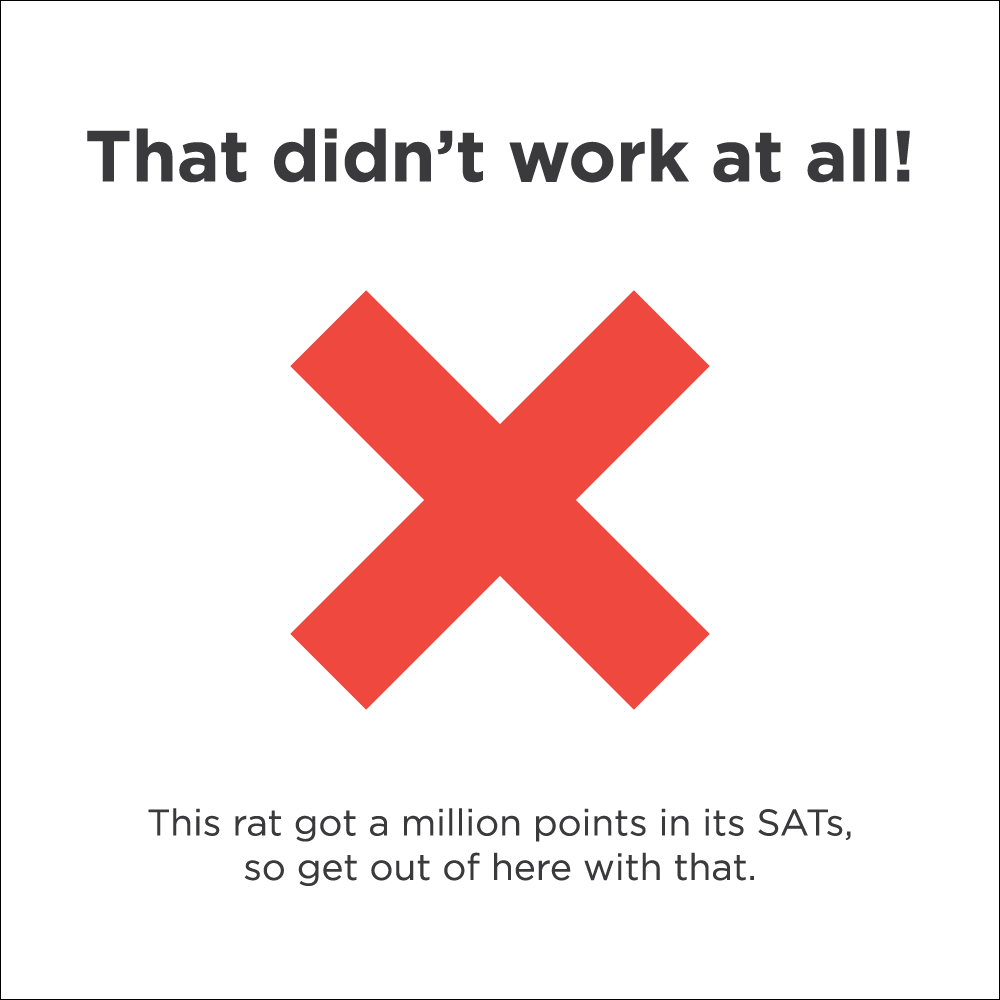 That didn’t work at all!
This rat got a million points in its SATs,
so get out of here with that.